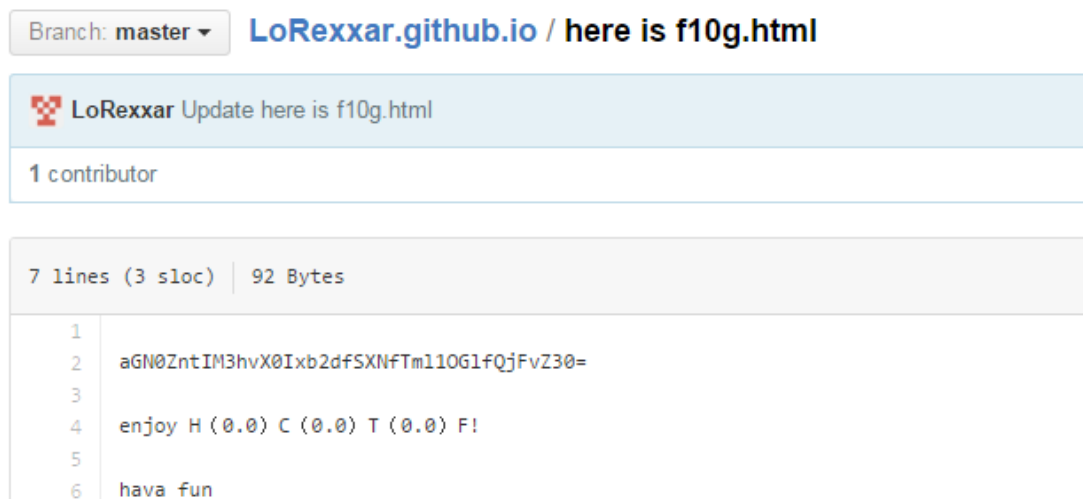 Branch: master LoRexxar.github.io / here is f10g.html
LoRexxar Update here is f10g.html
1 contributor
7 lines (3 sloc) 92 Bytes
1
2 aGN0ZntIM3hvX0Ixb2dfSXNfTml1OGlfQjFvZ30=
3
4 enjoy H (0.0) C (0.0) T (0.0) F!
5
6 hava fun